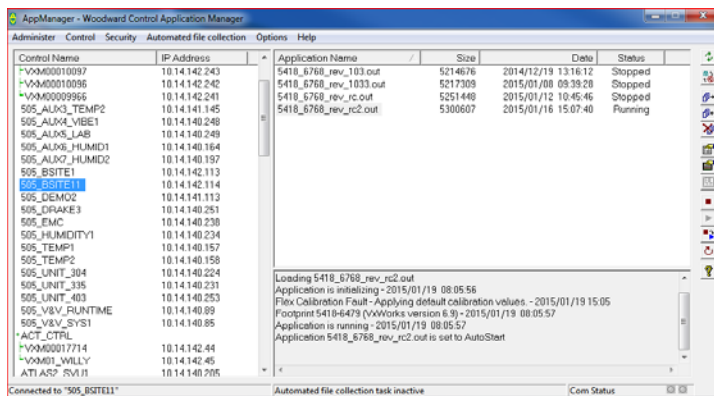 AppManager - Woodward Control Application Manager
Administer Control Security Automated file collection Options Help
Control Name IP Address
VXM00010097 10.14.142.243
VXM00010096 10.14.142.242
VXM00009966 10.14.142.241
505_AUX3_TEMP2 10.14.141.145
505_AUX4_VIBE1 10.14.140.248
505_AUX5_LAB 10.14.140.249
505_AUX6_HUMID1 10.14.140.164
505_AUX7_HUMID2 10.14.140.197
505_BSITE1 10.14.142.113
505_BSITE11 10.14.142.114
505_DEMO2 10.14.141.113
505_DRAKE3 10.14.140.251
505_EMC 10.14.140.238
505_HUMIDITY1 10.14.140.234
505_TEMP1 10.14.140.157
505_TEMP2 10.14.140.158
505_UNIT_304 10.14.140.224
505_UNIT_335 10.14.140.231
505_UNIT_403 10.14.140.253
505_V&V_RUNTIME 10.14.140.89
505_V&V_SYS1 10.14.140.85
ACT_CTRL
VXM00017714 10.14.142.44
VXM01_WILLY 10.14.142.45
ATLAS2_SVU1 10.14.140.205
Application Name Size Date Status
5418_6768_rev_103.out 5214676 2014/12/19 13:16:12 Stopped
5418_6768_rev_1033.out 5217309 2015/01/08 09:39:28 Stopped
5418_6768_rev_rc.out 5251448 2015/01/12 10:45:46 Stopped
5418_6768_rev_rc2.out 5300607 2015/01/16 15:07:40 Running
Loading 5418_6768_rev_rc2.out
Application is initializing - 2015/01/19 08:05:56
Flex Calibration Fault - Applying default calibration values. - 2015/01/19 15:05
Footprint 5418-6479 (VxWorks version 6.9) - 2015/01/19 08:05:57
Application is running - 2015/01/19 08:05:57
Application 5418_6768_rev_rc2.out is set to AutoStart
Connected to "505_BSITE11" Automated file collection task inactive Com Status